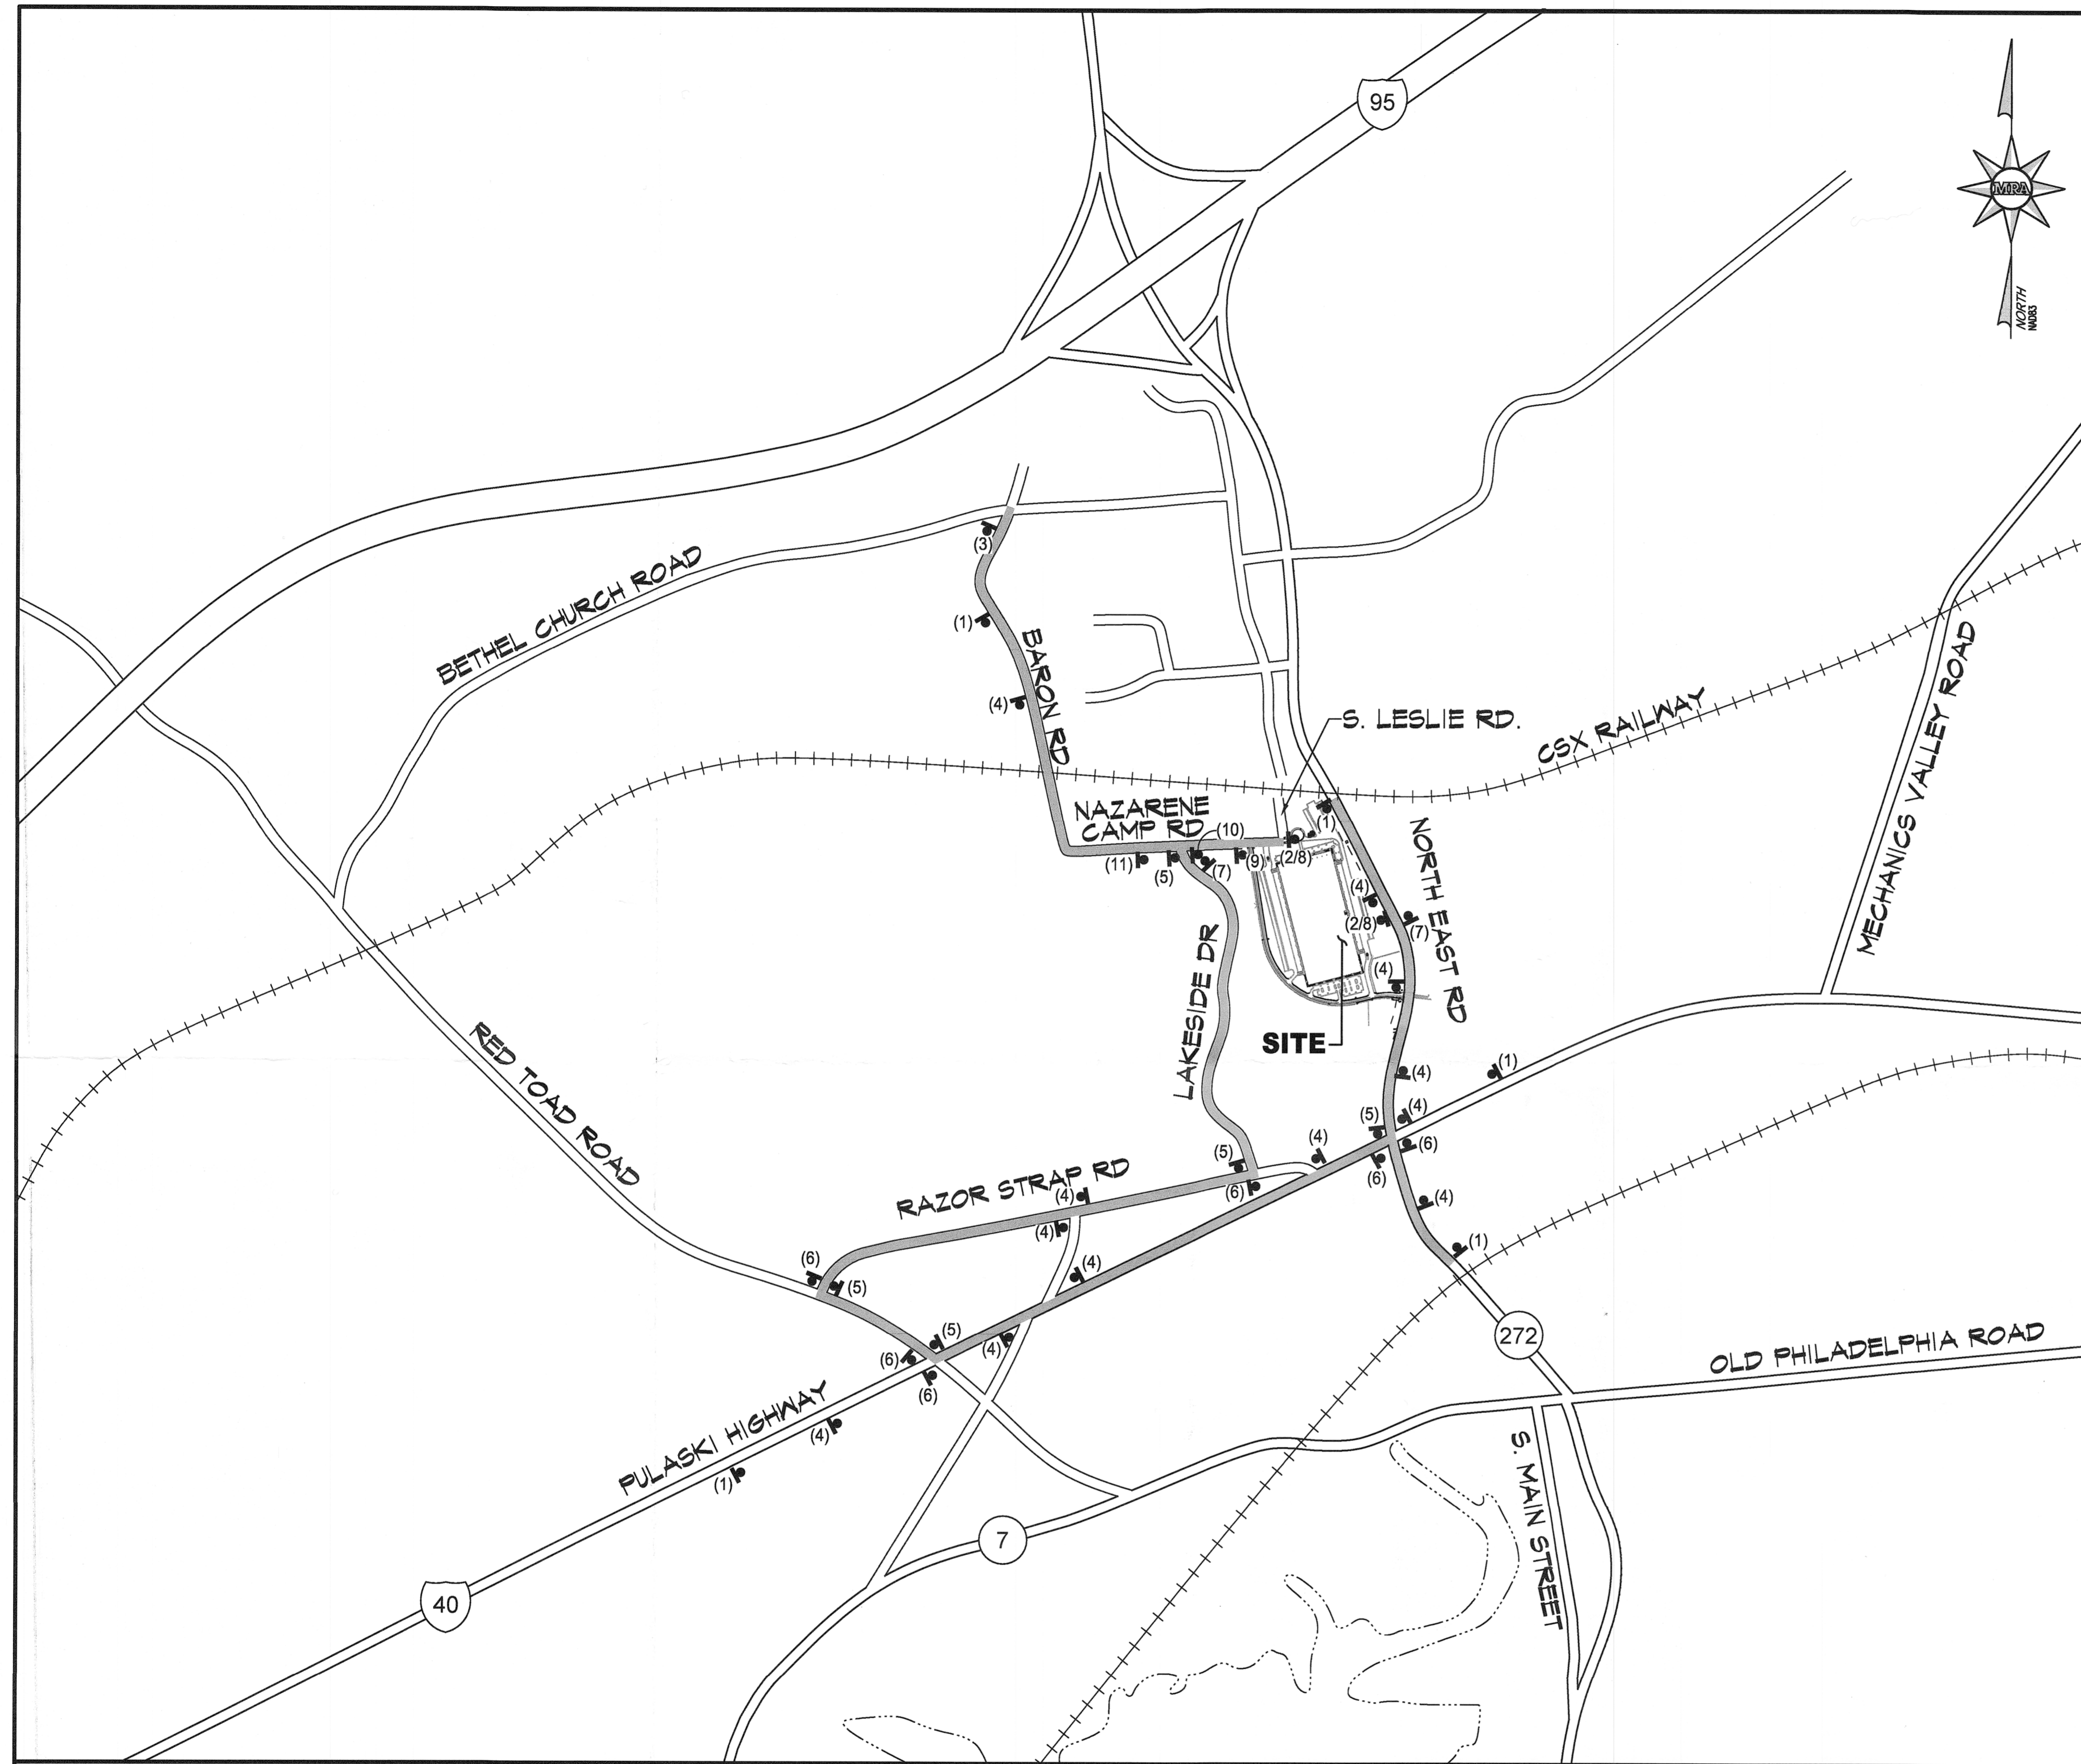 95
MRA
NORTH
NAD83
(3)
BETHEL CHURCH ROAD
(1)
BARON RD
(4)
S. LESLIE RD.
CSX RAILWAY
MECHANICS VALLEY ROAD
NAZARENE
CAMP RD
(10)
(1)
(11)
(5)
(7)
(9)
(2/8)
NORTH EAST RD
(4)
(2/8)
(7)
(4)
LAKESIDE DR
SITE
RED TOAD ROAD
(4)
(1)
(5)
(4)
(4)
(6)
(5)
(6)
RAZOR STRAP RD
(4)
(6)
(4)
(4)
(1)
(6)
(4)
(5)
(5)
(4)
(6)
(6)
272
OLD PHILADELPHIA ROAD
PULASKI HIGHWAY
(4)
(1)
S. MAIN STREET
7
40